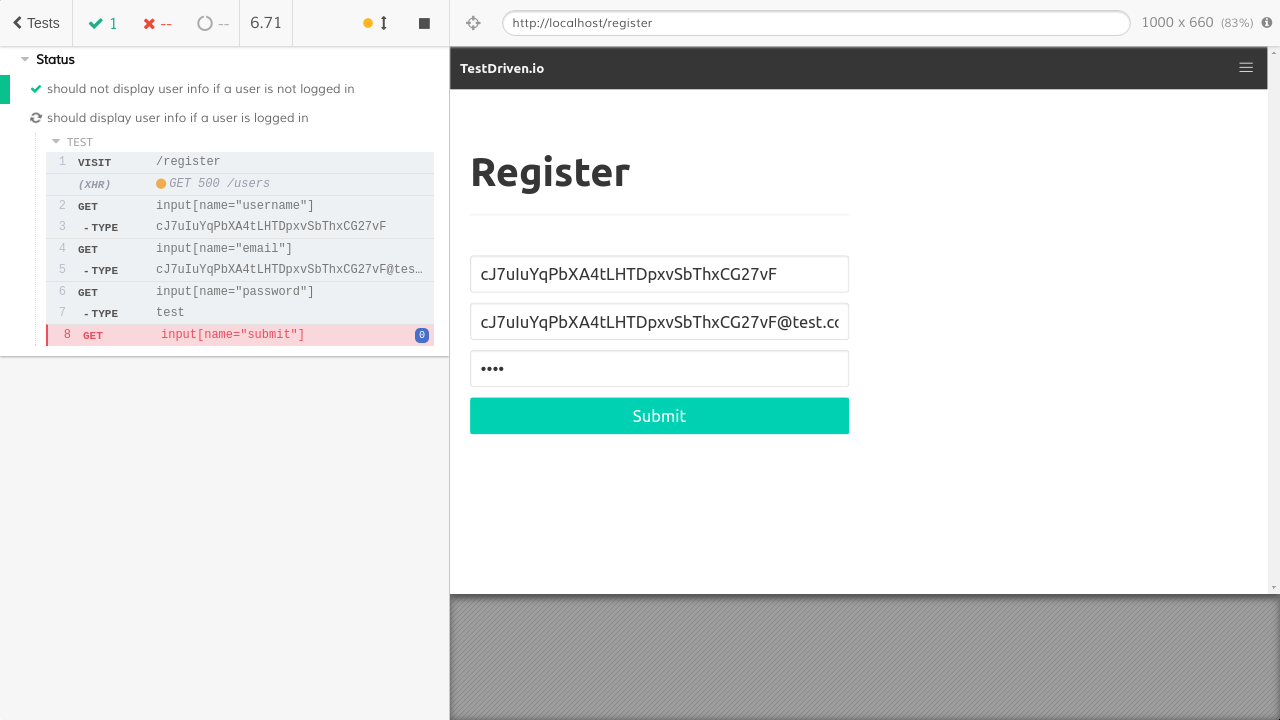 Tests
1
--
--
6.71
http://localhost/register
1000 x 660 (83%)
Status
should not display user info if a user is not logged in
should display user info if a user is logged in
TEST
1 VISIT /register
(XHR) GET 500 /users
2 GET input[name="username"]
3 - TYPE cJ7uIuYqPbXA4tLHTDpxvSbThxCG27vF
4 GET input[name="email"]
5 - TYPE cJ7uIuYqPbXA4tLHTDpxvSbThxCG27vF@tes…
6 GET input[name="password"]
7 - TYPE test
8 GET input[name="submit"] 0
TestDriven.io
Register
cJ7uIuYqPbXA4tLHTDpxvSbThxCG27vF
cJ7uIuYqPbXA4tLHTDpxvSbThxCG27vF@test.cc
••••
Submit